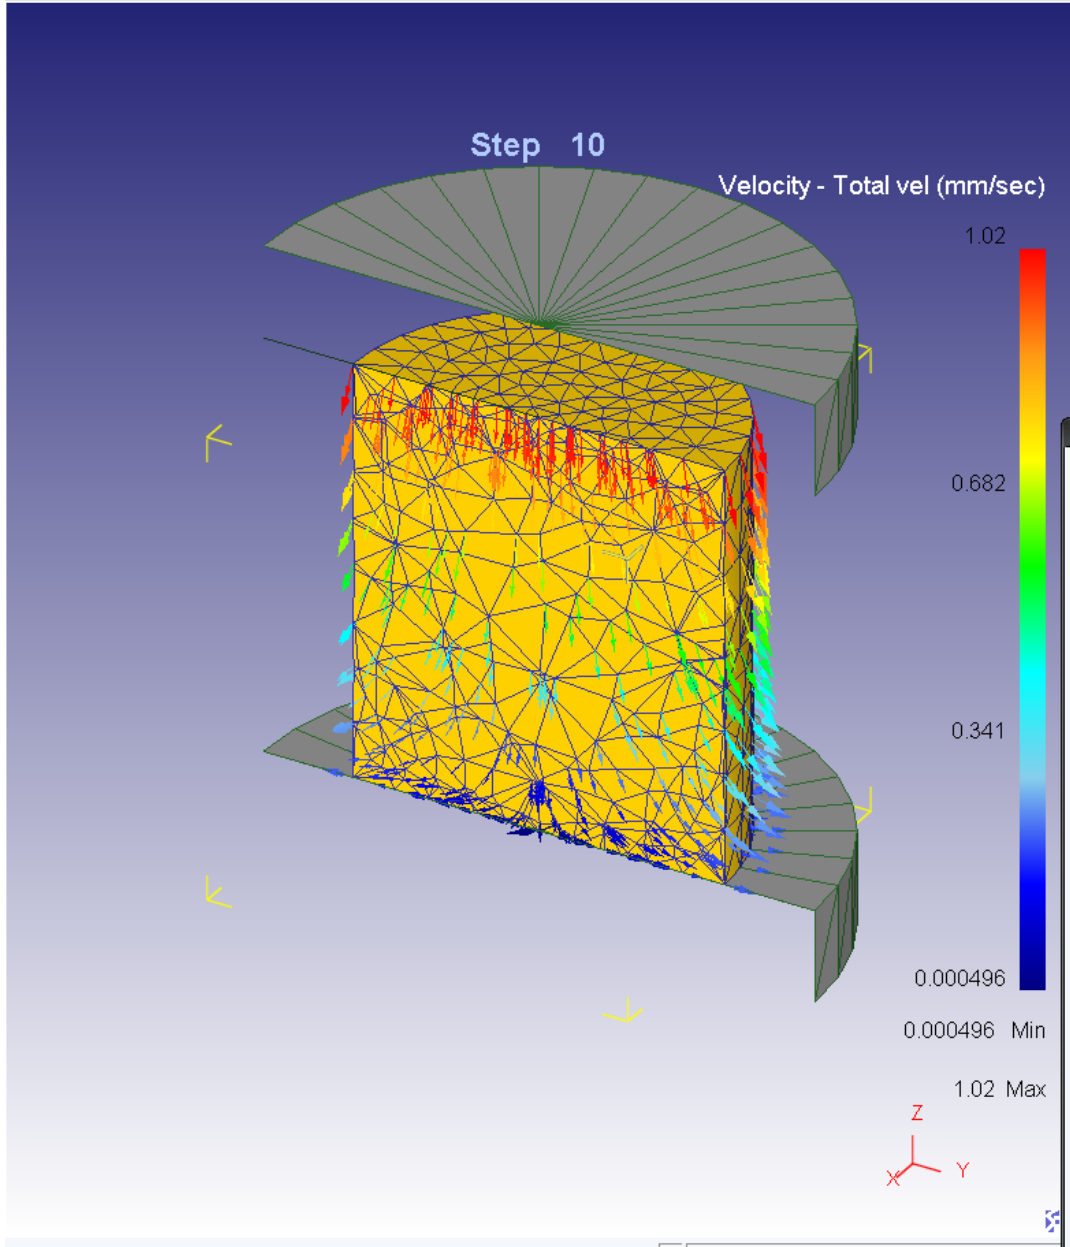 Step 10
Velocity - Total vel (mm/sec)
1.02
0.682
0.341
0.000496
0.000496 Min
1.02 Max
Z
X
Y